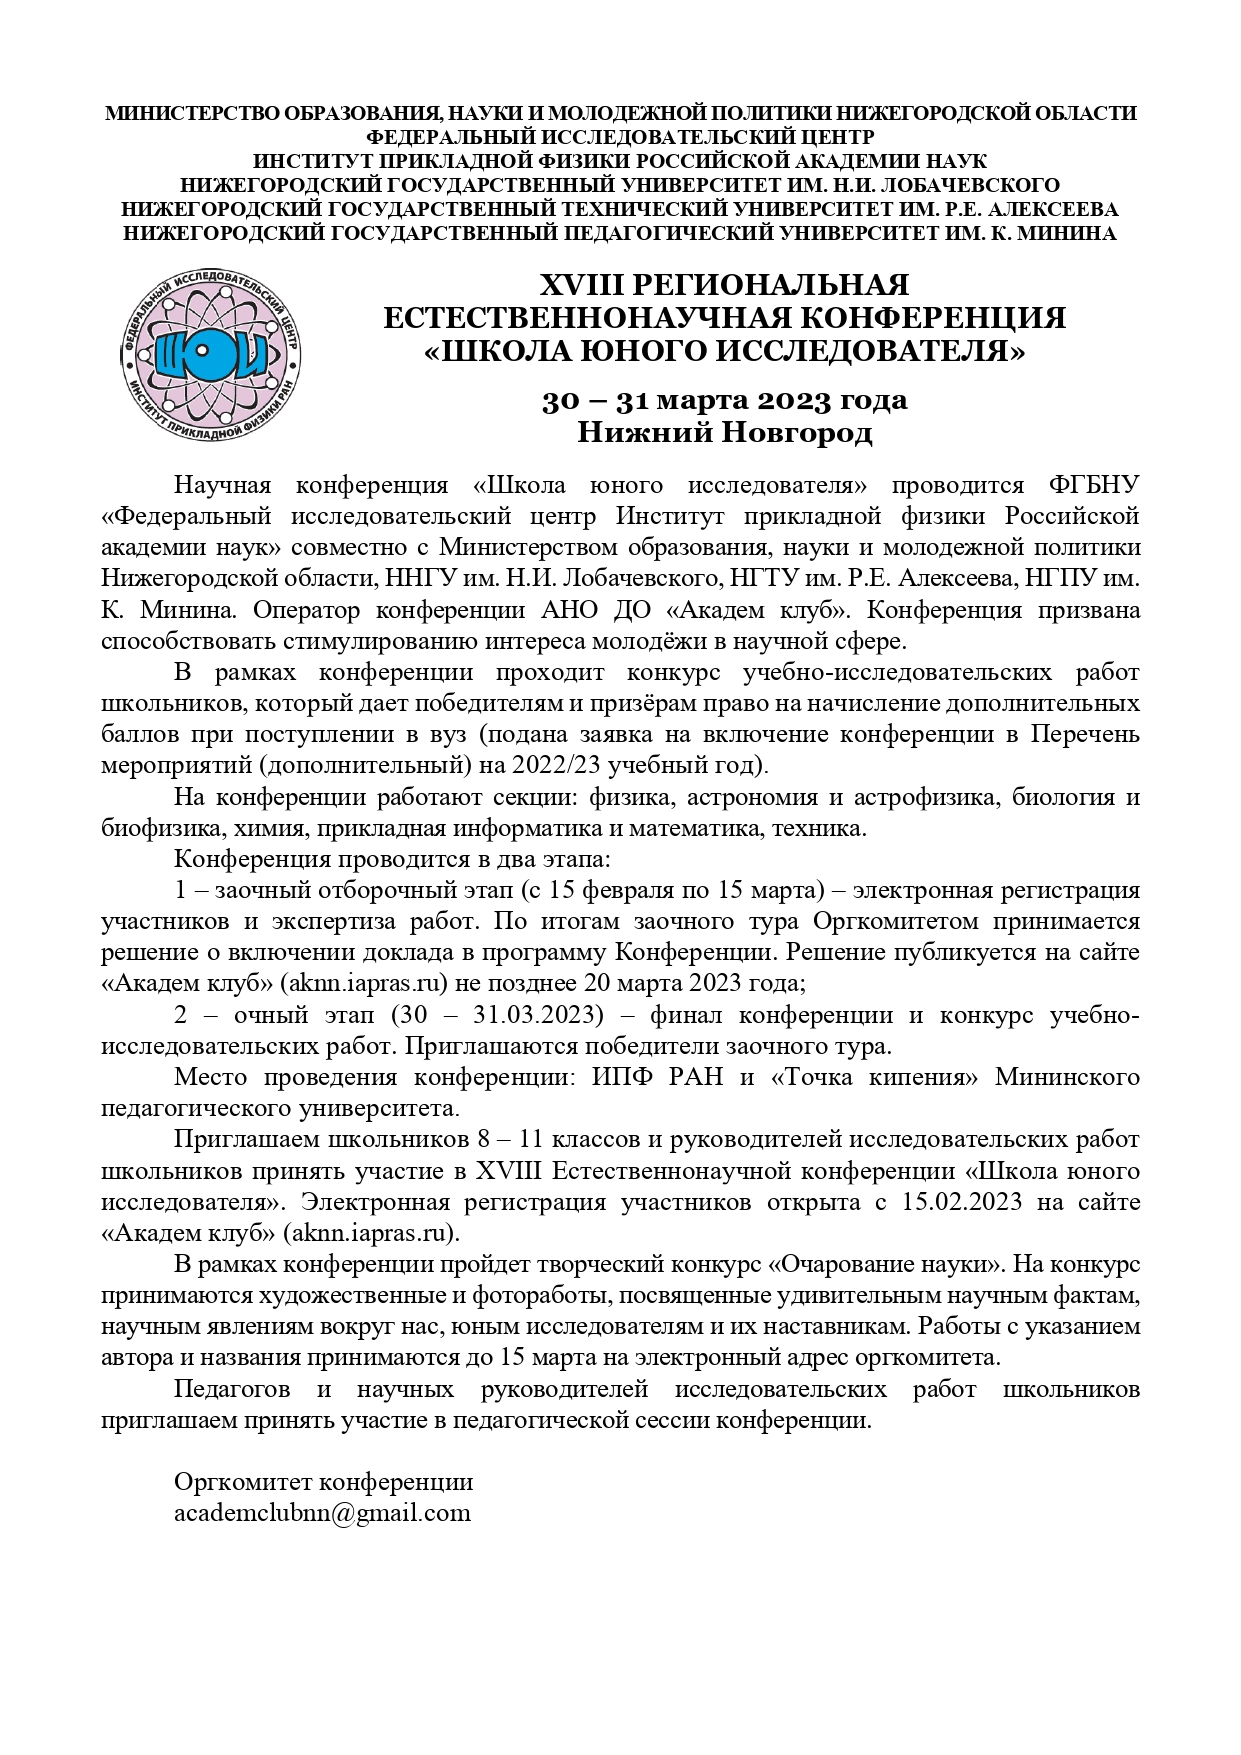 МИНИСТЕРСТВО ОБРАЗОВАНИЯ, НАУКИ И МОЛОДЕЖНОЙ ПОЛИТИКИ НИЖЕГОРОДСКОЙ ОБЛАСТИ
ФЕДЕРАЛЬНЫЙ ИССЛЕДОВАТЕЛЬСКИЙ ЦЕНТР
ИНСТИТУТ ПРИКЛАДНОЙ ФИЗИКИ РОССИЙСКОЙ АКАДЕМИИ НАУК
НИЖЕГОРОДСКИЙ ГОСУДАРСТВЕННЫЙ УНИВЕРСИТЕТ ИМ. Н.И. ЛОБАЧЕВСКОГО
НИЖЕГОРОДСКИЙ ГОСУДАРСТВЕННЫЙ ТЕХНИЧЕСКИЙ УНИВЕРСИТЕТ ИМ. Р.Е. АЛЕКСЕЕВА
НИЖЕГОРОДСКИЙ ГОСУДАРСТВЕННЫЙ ПЕДАГОГИЧЕСКИЙ УНИВЕРСИТЕТ ИМ. К. МИНИНА
ФЕДЕРАЛЬНЫЙ ИССЛЕДОВАТЕЛЬСКИЙ ЦЕНТР
ШЮИ
ИНСТИТУТ ПРИКЛАДНОЙ ФИЗИКИ РАН
XVIII РЕГИОНАЛЬНАЯ
ЕСТЕСТВЕННОНАУЧНАЯ КОНФЕРЕНЦИЯ
«ШКОЛА ЮНОГО ИССЛЕДОВАТЕЛЯ»
30 – 31 марта 2023 года
Нижний Новгород
Научная конференция «Школа юного исследователя» проводится ФГБНУ
«Федеральный исследовательский центр Институт прикладной физики Российской
академии наук» совместно с Министерством образования, науки и молодежной политики
Нижегородской области, ННГУ им. Н.И. Лобачевского, НГТУ им. Р.Е. Алексеева, НГПУ им.
К. Минина. Оператор конференции АНО ДО «Академ клуб». Конференция призвана
способствовать стимулированию интереса молодёжи в научной сфере.
В рамках конференции проходит конкурс учебно-исследовательских работ
школьников, который дает победителям и призёрам право на начисление дополнительных
баллов при поступлении в вуз (подана заявка на включение конференции в Перечень
мероприятий (дополнительный) на 2022/23 учебный год).
На конференции работают секции: физика, астрономия и астрофизика, биология и
биофизика, химия, прикладная информатика и математика, техника.
Конференция проводится в два этапа:
1 – заочный отборочный этап (с 15 февраля по 15 марта) – электронная регистрация
участников и экспертиза работ. По итогам заочного тура Оргкомитетом принимается
решение о включении доклада в программу Конференции. Решение публикуется на сайте
«Академ клуб» (aknn.iapras.ru) не позднее 20 марта 2023 года;
2 – очный этап (30 – 31.03.2023) – финал конференции и конкурс учебно-
исследовательских работ. Приглашаются победители заочного тура.
Место проведения конференции: ИПФ РАН и «Точка кипения» Мининского
педагогического университета.
Приглашаем школьников 8 – 11 классов и руководителей исследовательских работ
школьников принять участие в XVIII Естественнонаучной конференции «Школа юного
исследователя». Электронная регистрация участников открыта с 15.02.2023 на сайте
«Академ клуб» (aknn.iapras.ru).
В рамках конференции пройдет творческий конкурс «Очарование науки». На конкурс
принимаются художественные и фотоработы, посвященные удивительным научным фактам,
научным явлениям вокруг нас, юным исследователям и их наставникам. Работы с указанием
автора и названия принимаются до 15 марта на электронный адрес оргкомитета.
Педагогов и научных руководителей исследовательских работ школьников
приглашаем принять участие в педагогической сессии конференции.
Оргкомитет конференции
academclubnn@gmail.com